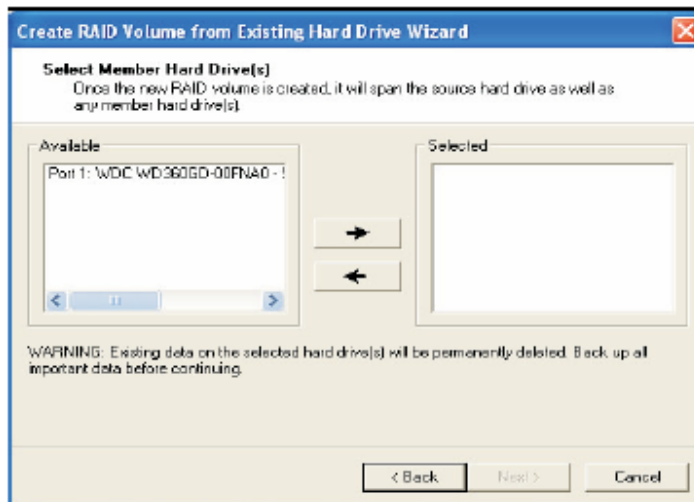 Create RAID Volume from Existing Hard Drive Wizard
Select Member Hard Drive(s)
Once the new RAID volume is created, it will span the source hard drive as well as
any member hard drive(s).
Available
Selected
Port 1: WDC WD360GD-00FNA0 -
WARNING: Existing data on the selected hard drive(s) will be permanently deleted. Back up all
important data before continuing.
< Back
Next >
Cancel